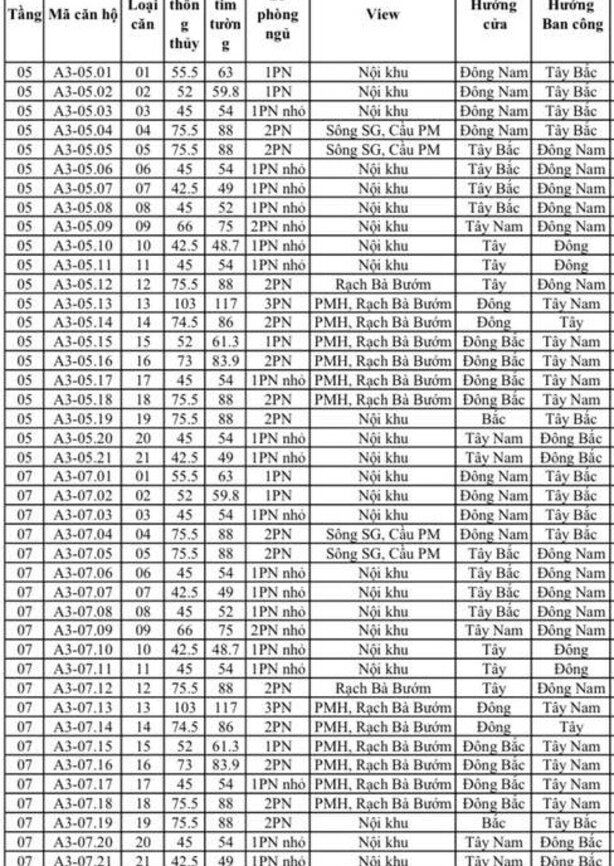 Tầng Mã căn hộ Loại căn thông thủy tim tường phòng ngủ View Hướng cửa Hướng Ban công
05 A3-05.01 01 55.5 63 1PN Nội khu Đông Nam Tây Bắc
05 A3-05.02 02 52 59.8 1PN Nội khu Đông Nam Tây Bắc
05 A3-05.03 03 45 54 1PN nhỏ Nội khu Đông Nam Tây Bắc
05 A3-05.04 04 75.5 88 2PN Sông SG, Cầu PM Đông Nam Tây Bắc
05 A3-05.05 05 75.5 88 2PN Sông SG, Cầu PM Tây Bắc Đông Nam
05 A3-05.06 06 45 54 1PN nhỏ Nội khu Tây Bắc Đông Nam
05 A3-05.07 07 42.5 49 1PN nhỏ Nội khu Tây Bắc Đông Nam
05 A3-05.08 08 45 52 1PN nhỏ Nội khu Tây Bắc Đông Nam
05 A3-05.09 09 66 75 2PN nhỏ Nội khu Tây Nam Đông Nam
05 A3-05.10 10 42.5 48.7 1PN nhỏ Nội khu Tây Đông
05 A3-05.11 11 45 54 1PN nhỏ Nội khu Tây Đông
05 A3-05.12 12 75.5 88 2PN Rạch Bà Bướm Tây Đông Nam
05 A3-05.13 13 103 117 3PN PMH, Rạch Bà Bướm Đông Tây Nam
05 A3-05.14 14 74.5 86 2PN PMH, Rạch Bà Bướm Đông Tây
05 A3-05.15 15 52 61.3 1PN PMH, Rạch Bà Bướm Đông Bắc Tây Nam
05 A3-05.16 16 73 83.9 2PN PMH, Rạch Bà Bướm Đông Bắc Tây Nam
05 A3-05.17 17 45 54 1PN nhỏ PMH, Rạch Bà Bướm Đông Bắc Tây Nam
05 A3-05.18 18 75.5 88 2PN PMH, Rạch Bà Bướm Đông Bắc Tây Nam
05 A3-05.19 19 75.5 88 2PN Nội khu Bắc Tây Bắc
05 A3-05.20 20 45 54 1PN nhỏ Nội khu Tây Nam Đông Bắc
05 A3-05.21 21 42.5 49 1PN nhỏ Nội khu Tây Nam Đông Bắc
07 A3-07.01 01 55.5 63 1PN Nội khu Đông Nam Tây Bắc
07 A3-07.02 02 52 59.8 1PN Nội khu Đông Nam Tây Bắc
07 A3-07.03 03 45 54 1PN nhỏ Nội khu Đông Nam Tây Bắc
07 A3-07.04 04 75.5 88 2PN Sông SG, Cầu PM Đông Nam Tây Bắc
07 A3-07.05 05 75.5 88 2PN Sông SG, Cầu PM Tây Bắc Đông Nam
07 A3-07.06 06 45 54 1PN nhỏ Nội khu Tây Bắc Đông Nam
07 A3-07.07 07 42.5 49 1PN nhỏ Nội khu Tây Bắc Đông Nam
07 A3-07.08 08 45 52 1PN nhỏ Nội khu Tây Bắc Đông Nam
07 A3-07.09 09 66 75 2PN nhỏ Nội khu Tây Nam Đông Nam
07 A3-07.10 10 42.5 48.7 1PN nhỏ Nội khu Tây Đông
07 A3-07.11 11 45 54 1PN nhỏ Nội khu Tây Đông
07 A3-07.12 12 75.5 88 2PN Rạch Bà Bướm Tây Đông Nam
07 A3-07.13 13 103 117 3PN PMH, Rạch Bà Bướm Đông Tây Nam
07 A3-07.14 14 74.5 86 2PN PMH, Rạch Bà Bướm Đông Tây
07 A3-07.15 15 52 61.3 1PN PMH, Rạch Bà Bướm Đông Bắc Tây Nam
07 A3-07.16 16 73 83.9 2PN PMH, Rạch Bà Bướm Đông Bắc Tây Nam
07 A3-07.17 17 45 54 1PN nhỏ PMH, Rạch Bà Bướm Đông Bắc Tây Nam
07 A3-07.18 18 75.5 88 2PN PMH, Rạch Bà Bướm Đông Bắc Tây Nam
07 A3-07.19 19 75.5 88 2PN Nội khu Bắc Tây Bắc
07 A3-07.20 20 45 54 1PN nhỏ Nội khu Tây Nam Đông Bắc
07 A3-07.21 21 42.5 49 1PN nhỏ Nội khu Tây Nam Đông Bắc